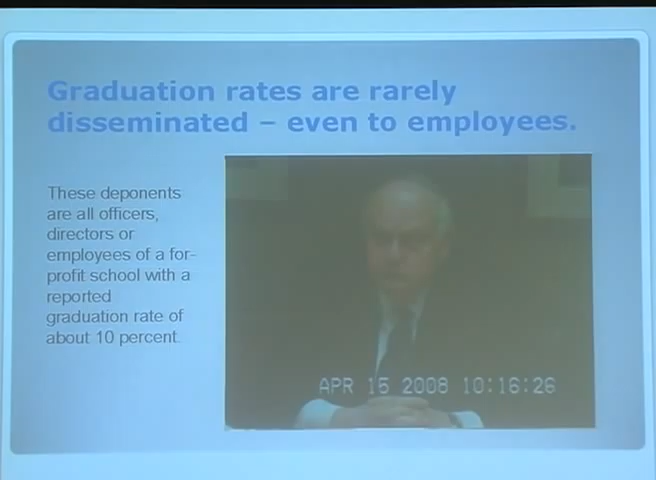 Graduation rates are rarely
disseminated – even to employees.
These deponents
are all officers,
directors or
employees of a for-
profit school with a
reported
graduation rate of
about 10 percent.
APR 15 2008 10:16:26